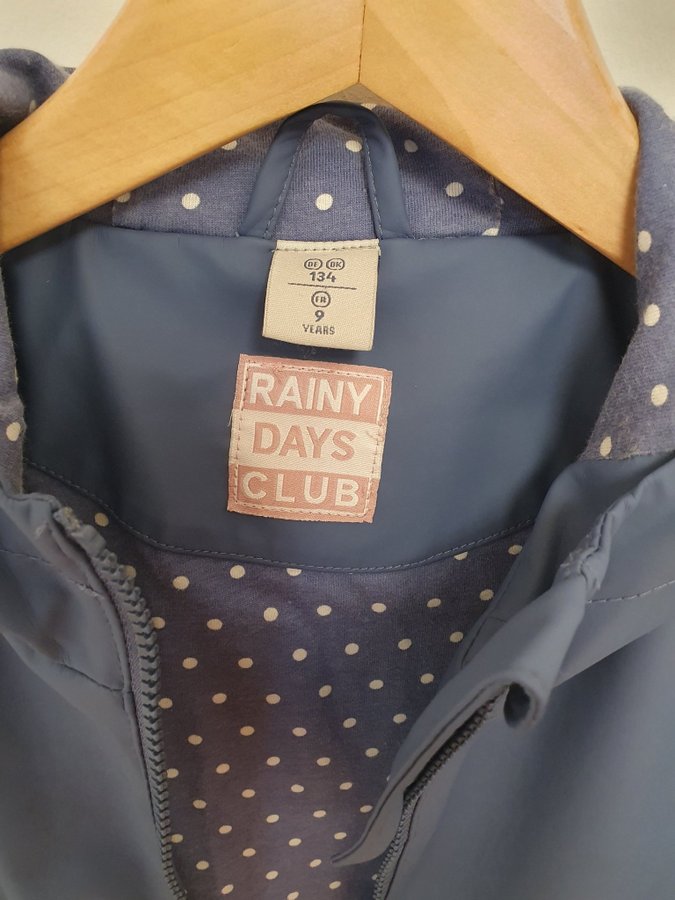 DE DK
134
FR
9
YEARS
RAINY
DAYS
CLUB